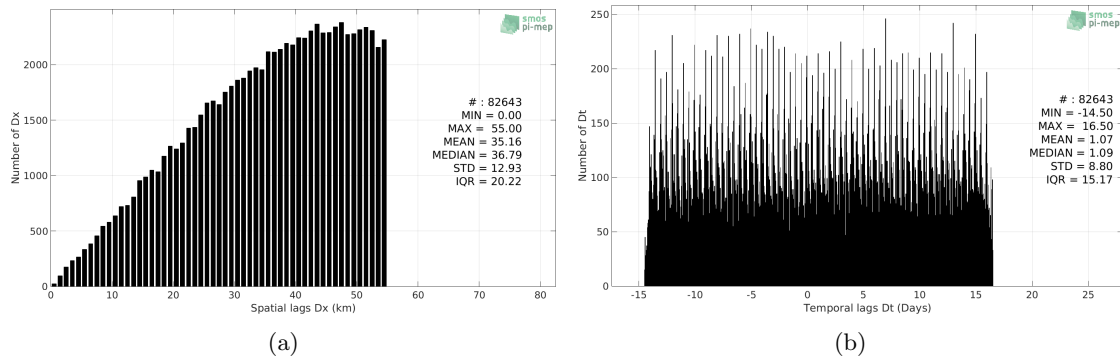 smos
pi-mep
2000
1500
1000
500
0
Number of Dx
# : 82643
MIN = 0.00
MAX = 55.00
MEAN = 35.16
MEDIAN = 36.79
STD = 12.93
IQR = 20.22
0 10 20 30 40 50 60 70 80
Spatial lags Dx (km)
(a)
smos
pi-mep
250
200
150
100
50
0
Number of Dt
# : 82643
MIN = -14.50
MAX = 16.50
MEAN = 1.07
MEDIAN = 1.09
STD = 8.80
IQR = 15.17
-15 -10 -5 0 5 10 15 20 25
Temporal lags Dt (Days)
(b)